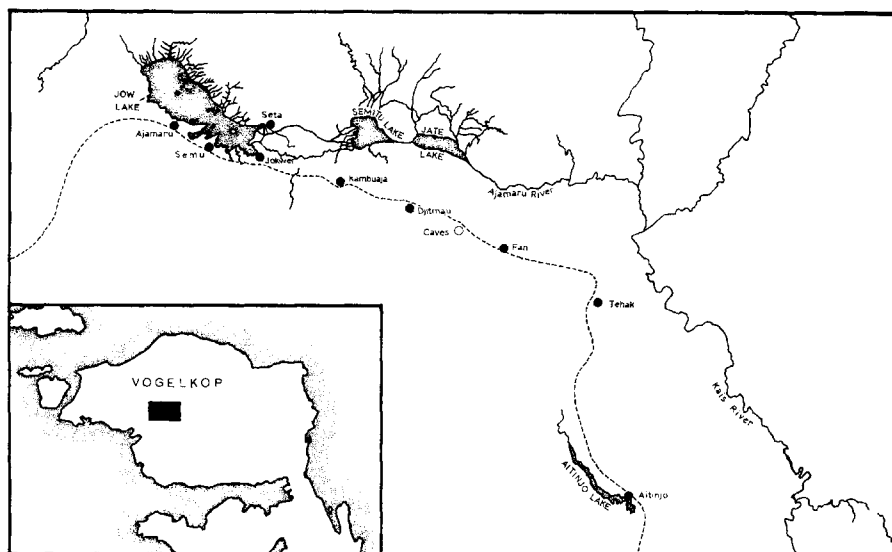 JOW
LAKE
Seta
Ajamaru
Semu
Jokwer
SEMITU LAKE
JATE
LAKE
Ajamaru River
Kambuaja
Djitmau
Caves
Fan
Tehak
Kais River
AITINJO LAKE
Aitinjo
VOGELKOP